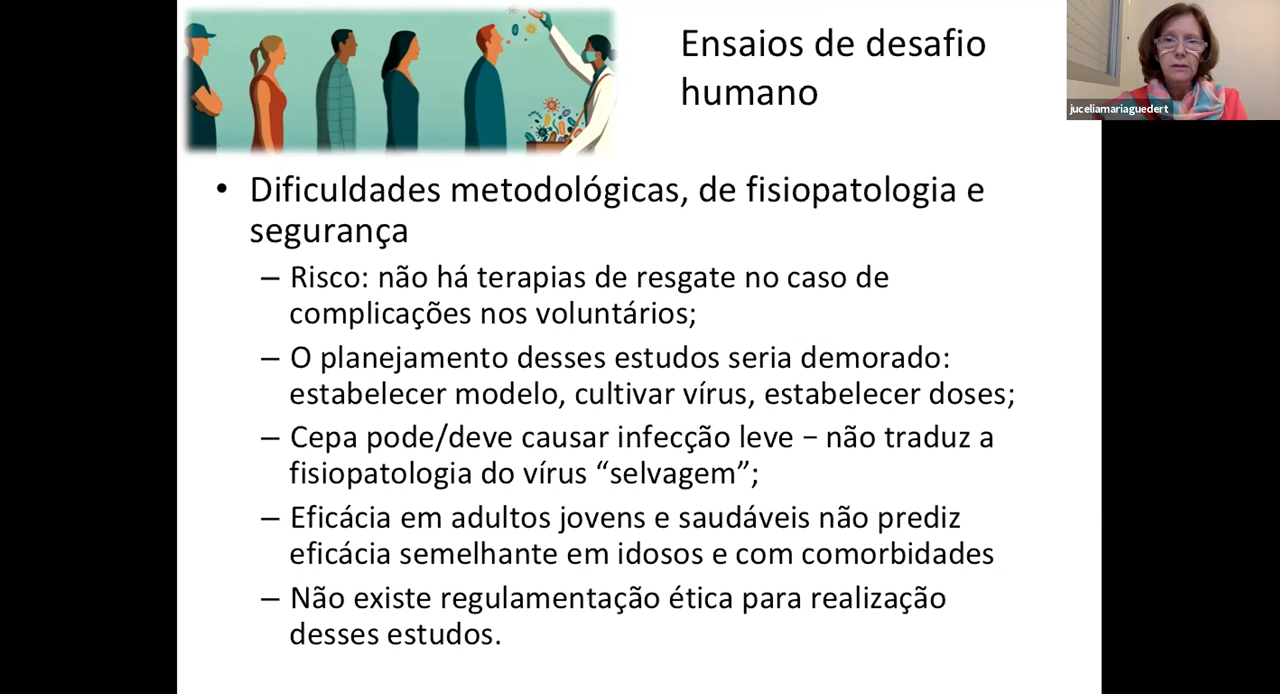 Ensaios de desafio
humano
juceliamariaguedert
• Dificuldades metodológicas, de fisiopatologia e
segurança
– Risco: não há terapias de resgate no caso de
complicações nos voluntários;
– O planejamento desses estudos seria demorado:
estabelecer modelo, cultivar vírus, estabelecer doses;
– Cepa pode/deve causar infecção leve – não traduz a
fisiopatologia do vírus “selvagem”;
– Eficácia em adultos jovens e saudáveis não prediz
eficácia semelhante em idosos e com comorbidades
– Não existe regulamentação ética para realização
desses estudos.